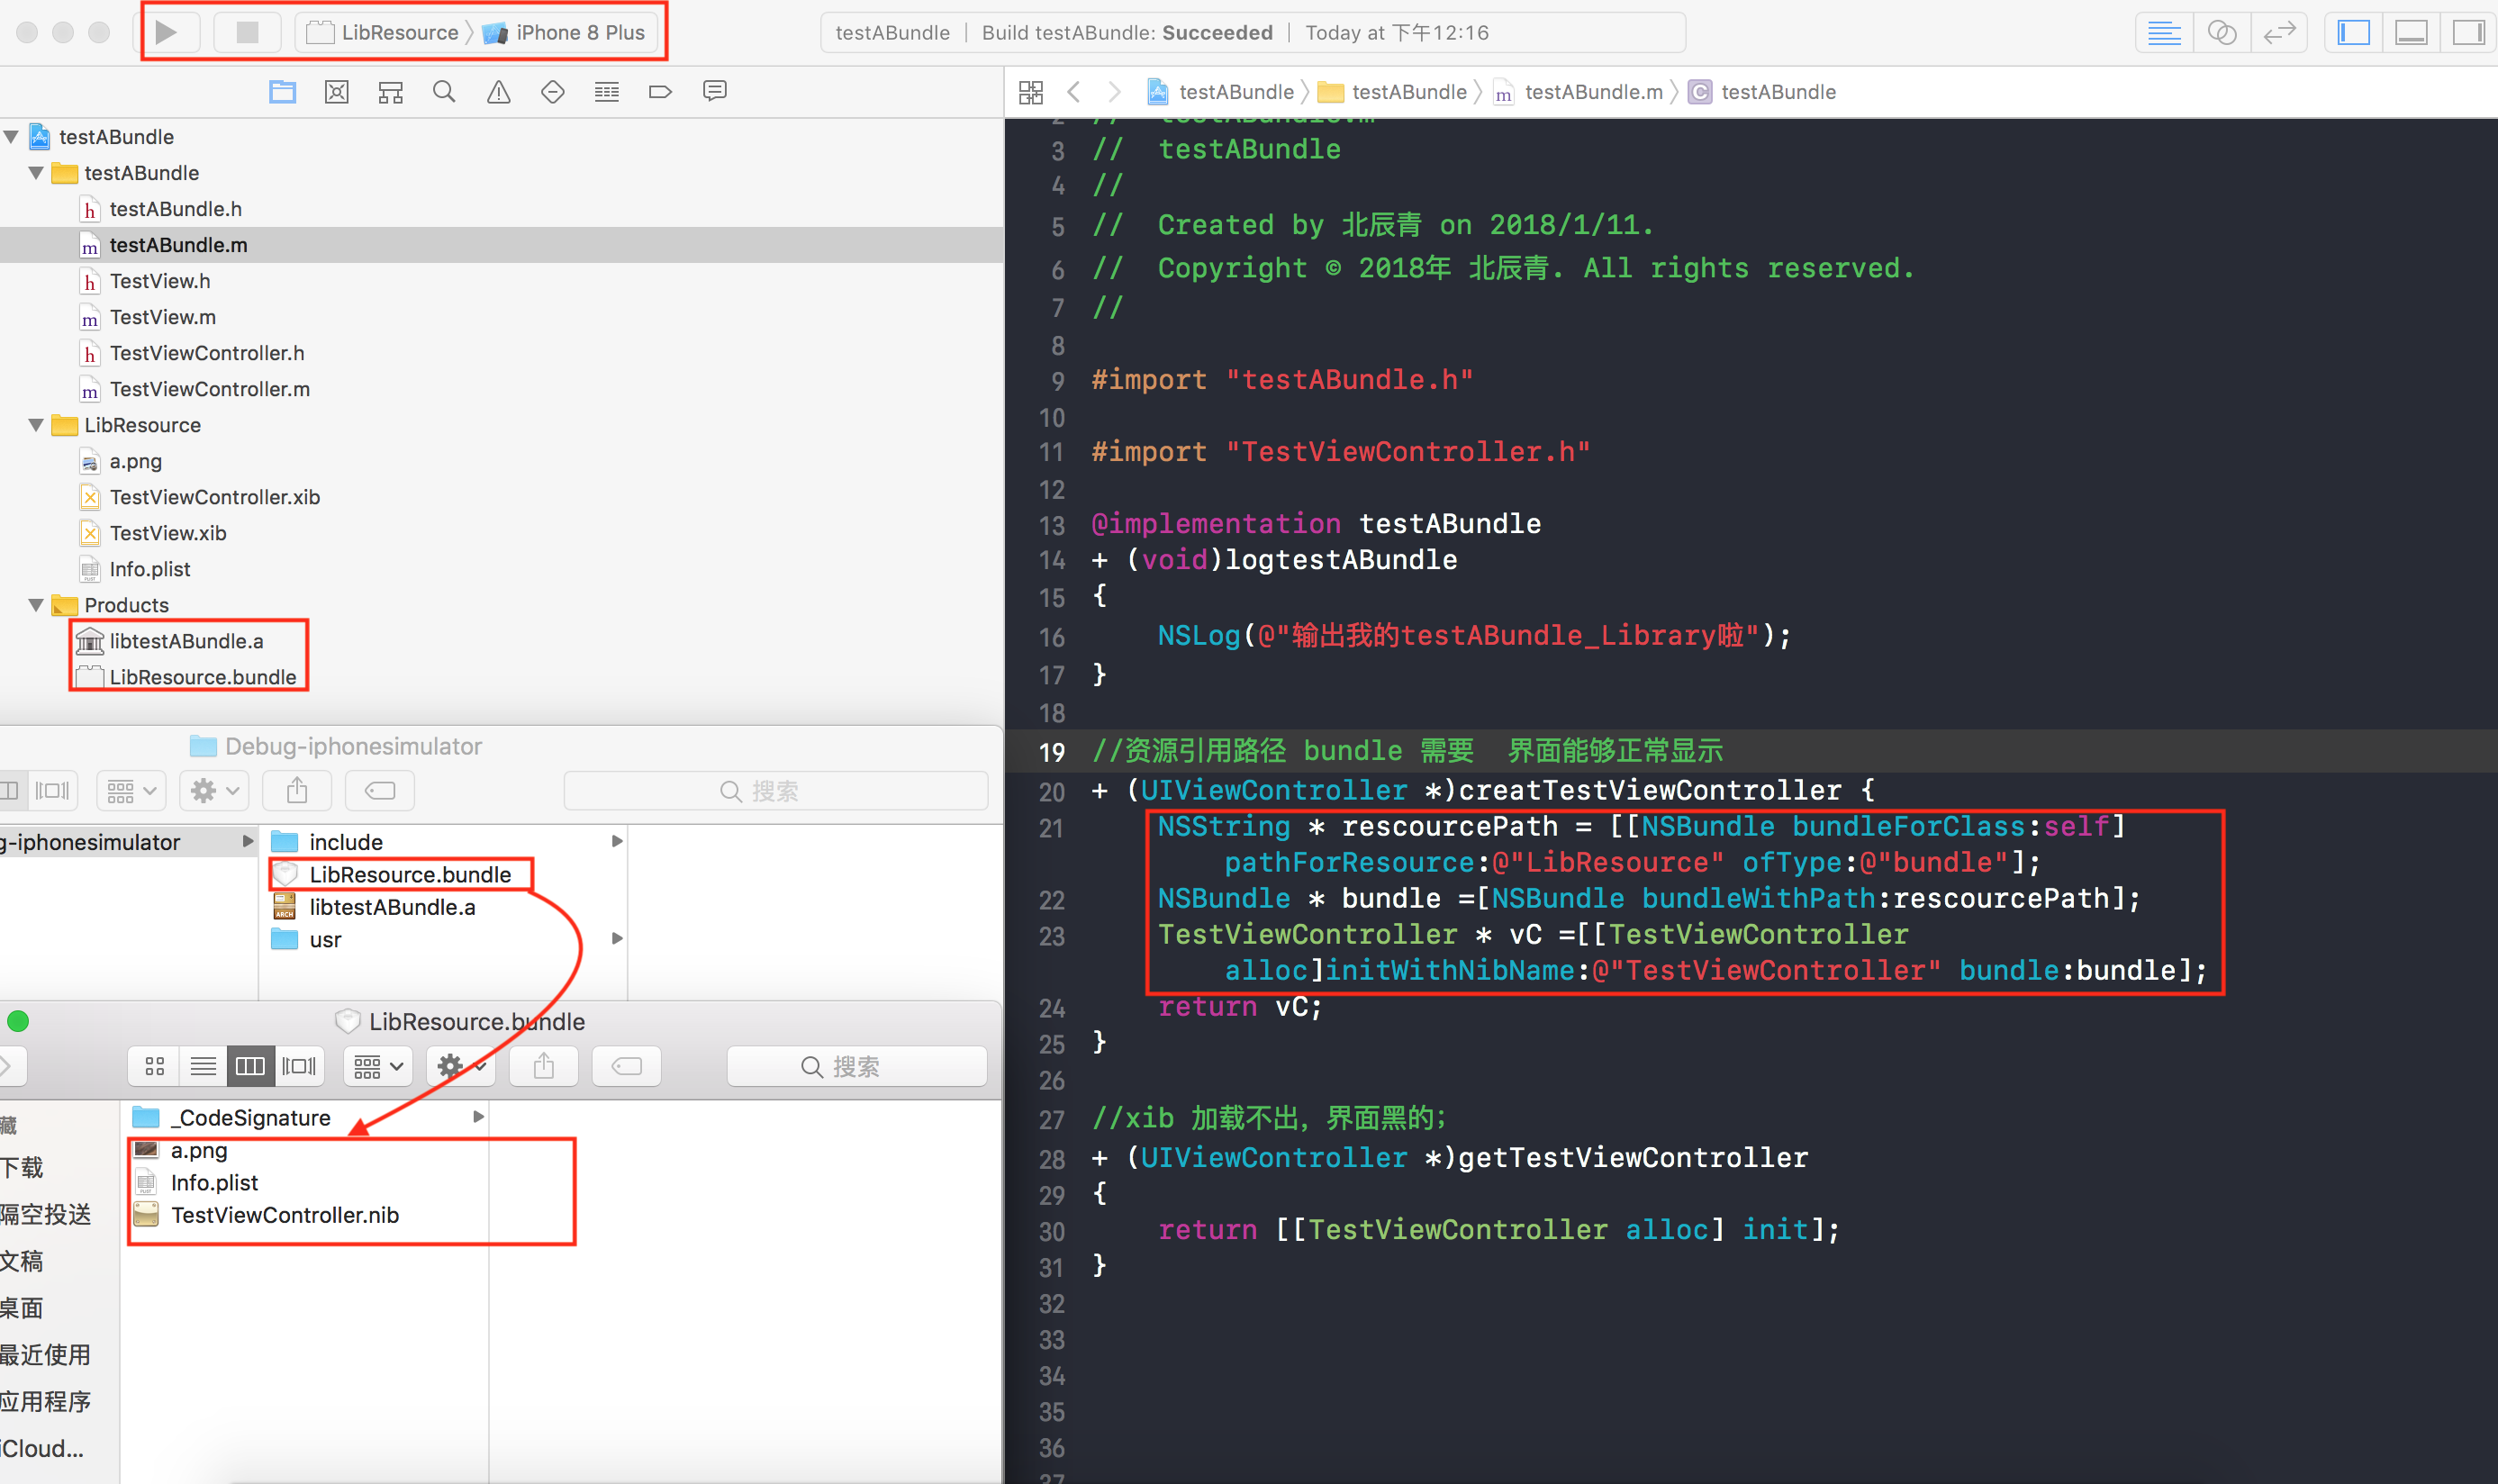 LibResource
iPhone 8 Plus
testABundle | Build testABundle: Succeeded | Today at 下午12:16
testABundle
testABundle
testABundle.h
testABundle.m
TestView.h
TestView.m
TestViewController.h
TestViewController.m
LibResource
a.png
TestViewController.xib
TestView.xib
Info.plist
Products
libtestABundle.a
LibResource.bundle
Debug-iphonesimulator
搜索
g-iphonesimulator
include
LibResource.bundle
libtestABundle.a
usr
LibResource.bundle
搜索
藏
下载
隔空投送
文稿
桌面
最近使用
应用程序
iCloud...
_CodeSignature
a.png
Info.plist
TestViewController.nib
testABundle 〉 testABundle 〉 m testABundle.m 〉 C testABundle
2 // testABundle.m
3 // testABundle
4 //
5 // Created by 北辰青 on 2018/1/11.
6 // Copyright © 2018年 北辰青. All rights reserved.
7 //
8
9 #import "testABundle.h"
10
11 #import "TestViewController.h"
12
13 @implementation testABundle
14 + (void)logtestABundle
15 {
16 NSLog(@"输出我的testABundle_Library啦");
17 }
18
19 //资源引用路径 bundle 需要 界面能够正常显示
20 + (UIViewController *)creatTestViewController {
21 NSString * rescourcePath = [[NSBundle bundleForClass:self]
pathForResource:@"LibResource" ofType:@"bundle"];
22 NSBundle * bundle =[NSBundle bundleWithPath:rescourcePath];
23 TestViewController * vC =[[TestViewController
alloc]initWithNibName:@"TestViewController" bundle:bundle];
24 return vC;
25 }
26
27 //xib 加载不出, 界面黑的;
28 + (UIViewController *)getTestViewController
29 {
30 return [[TestViewController alloc] init];
31 }
32
33
34
35
36
37